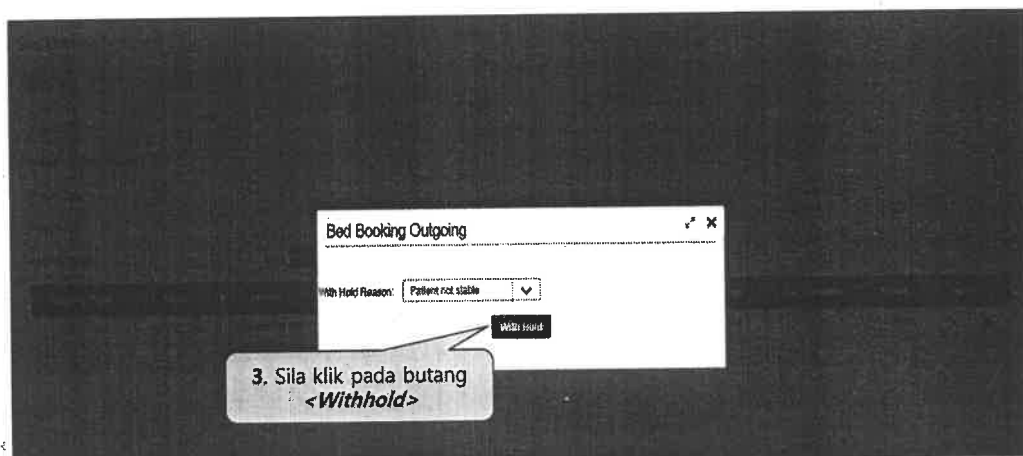 Bed Booking Outgoing
With Hold Reason: Patient not stable
With Hold
3. Sila klik pada butang
<Withhold>